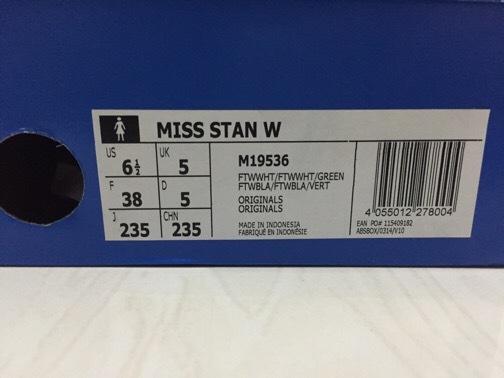 MISS STAN W
US 6½ UK 5
F 38 D 5
J 235 CHN 235
M19536
FTWWHT/FTWWHT/GREEN
FTWBLA/FTWBLA/VERT
ORIGINALS
ORIGINALS
MADE IN INDONESIA
FABRIQUÉ EN INDONÉSIE
4 055012 278004
EAN PO# 115409182
ABSBOX/0314/V10